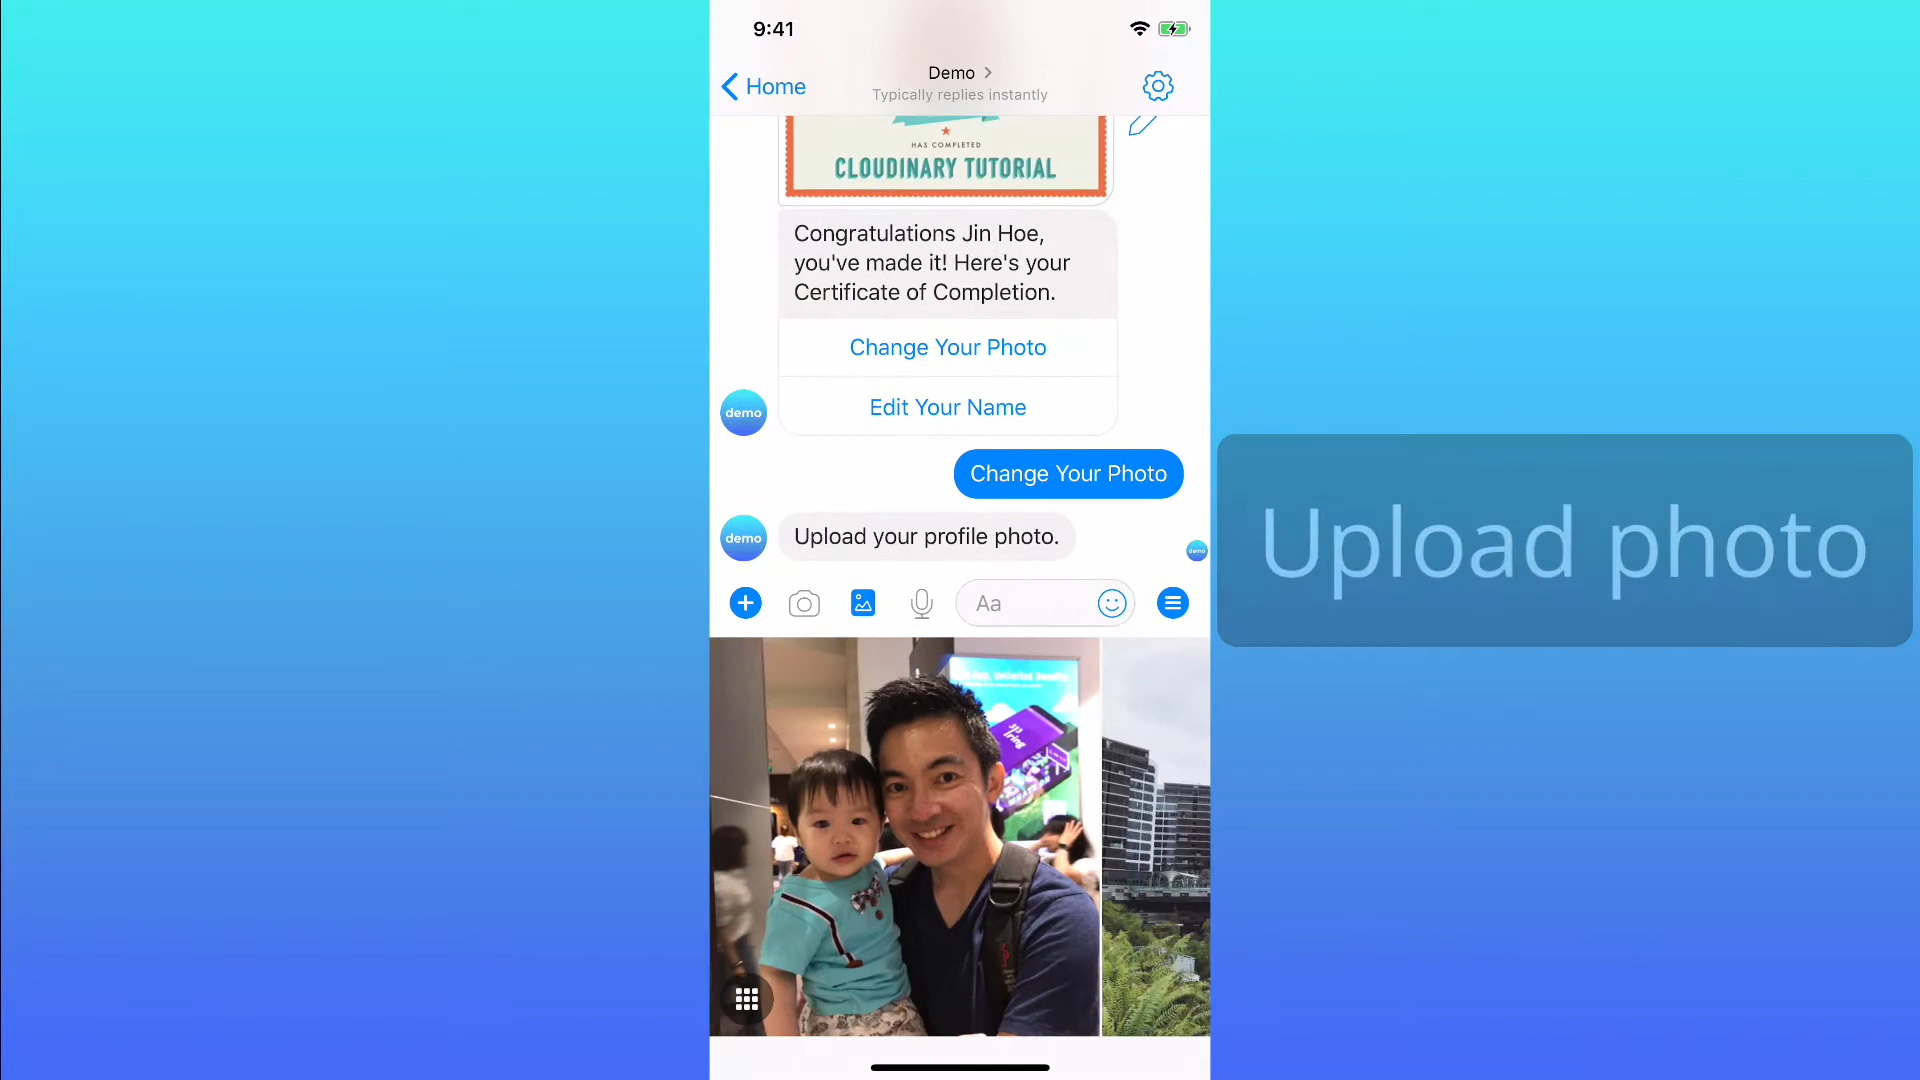 9:41
Home
Demo
Typically replies instantly
HAS COMPLETED
CLOUDINARY TUTORIAL
Congratulations Jin Hoe,
you've made it! Here's your
Certificate of Completion.
Change Your Photo
Edit Your Name
demo
Change Your Photo
demo
Upload your profile photo.
demo
Aa
Upload photo